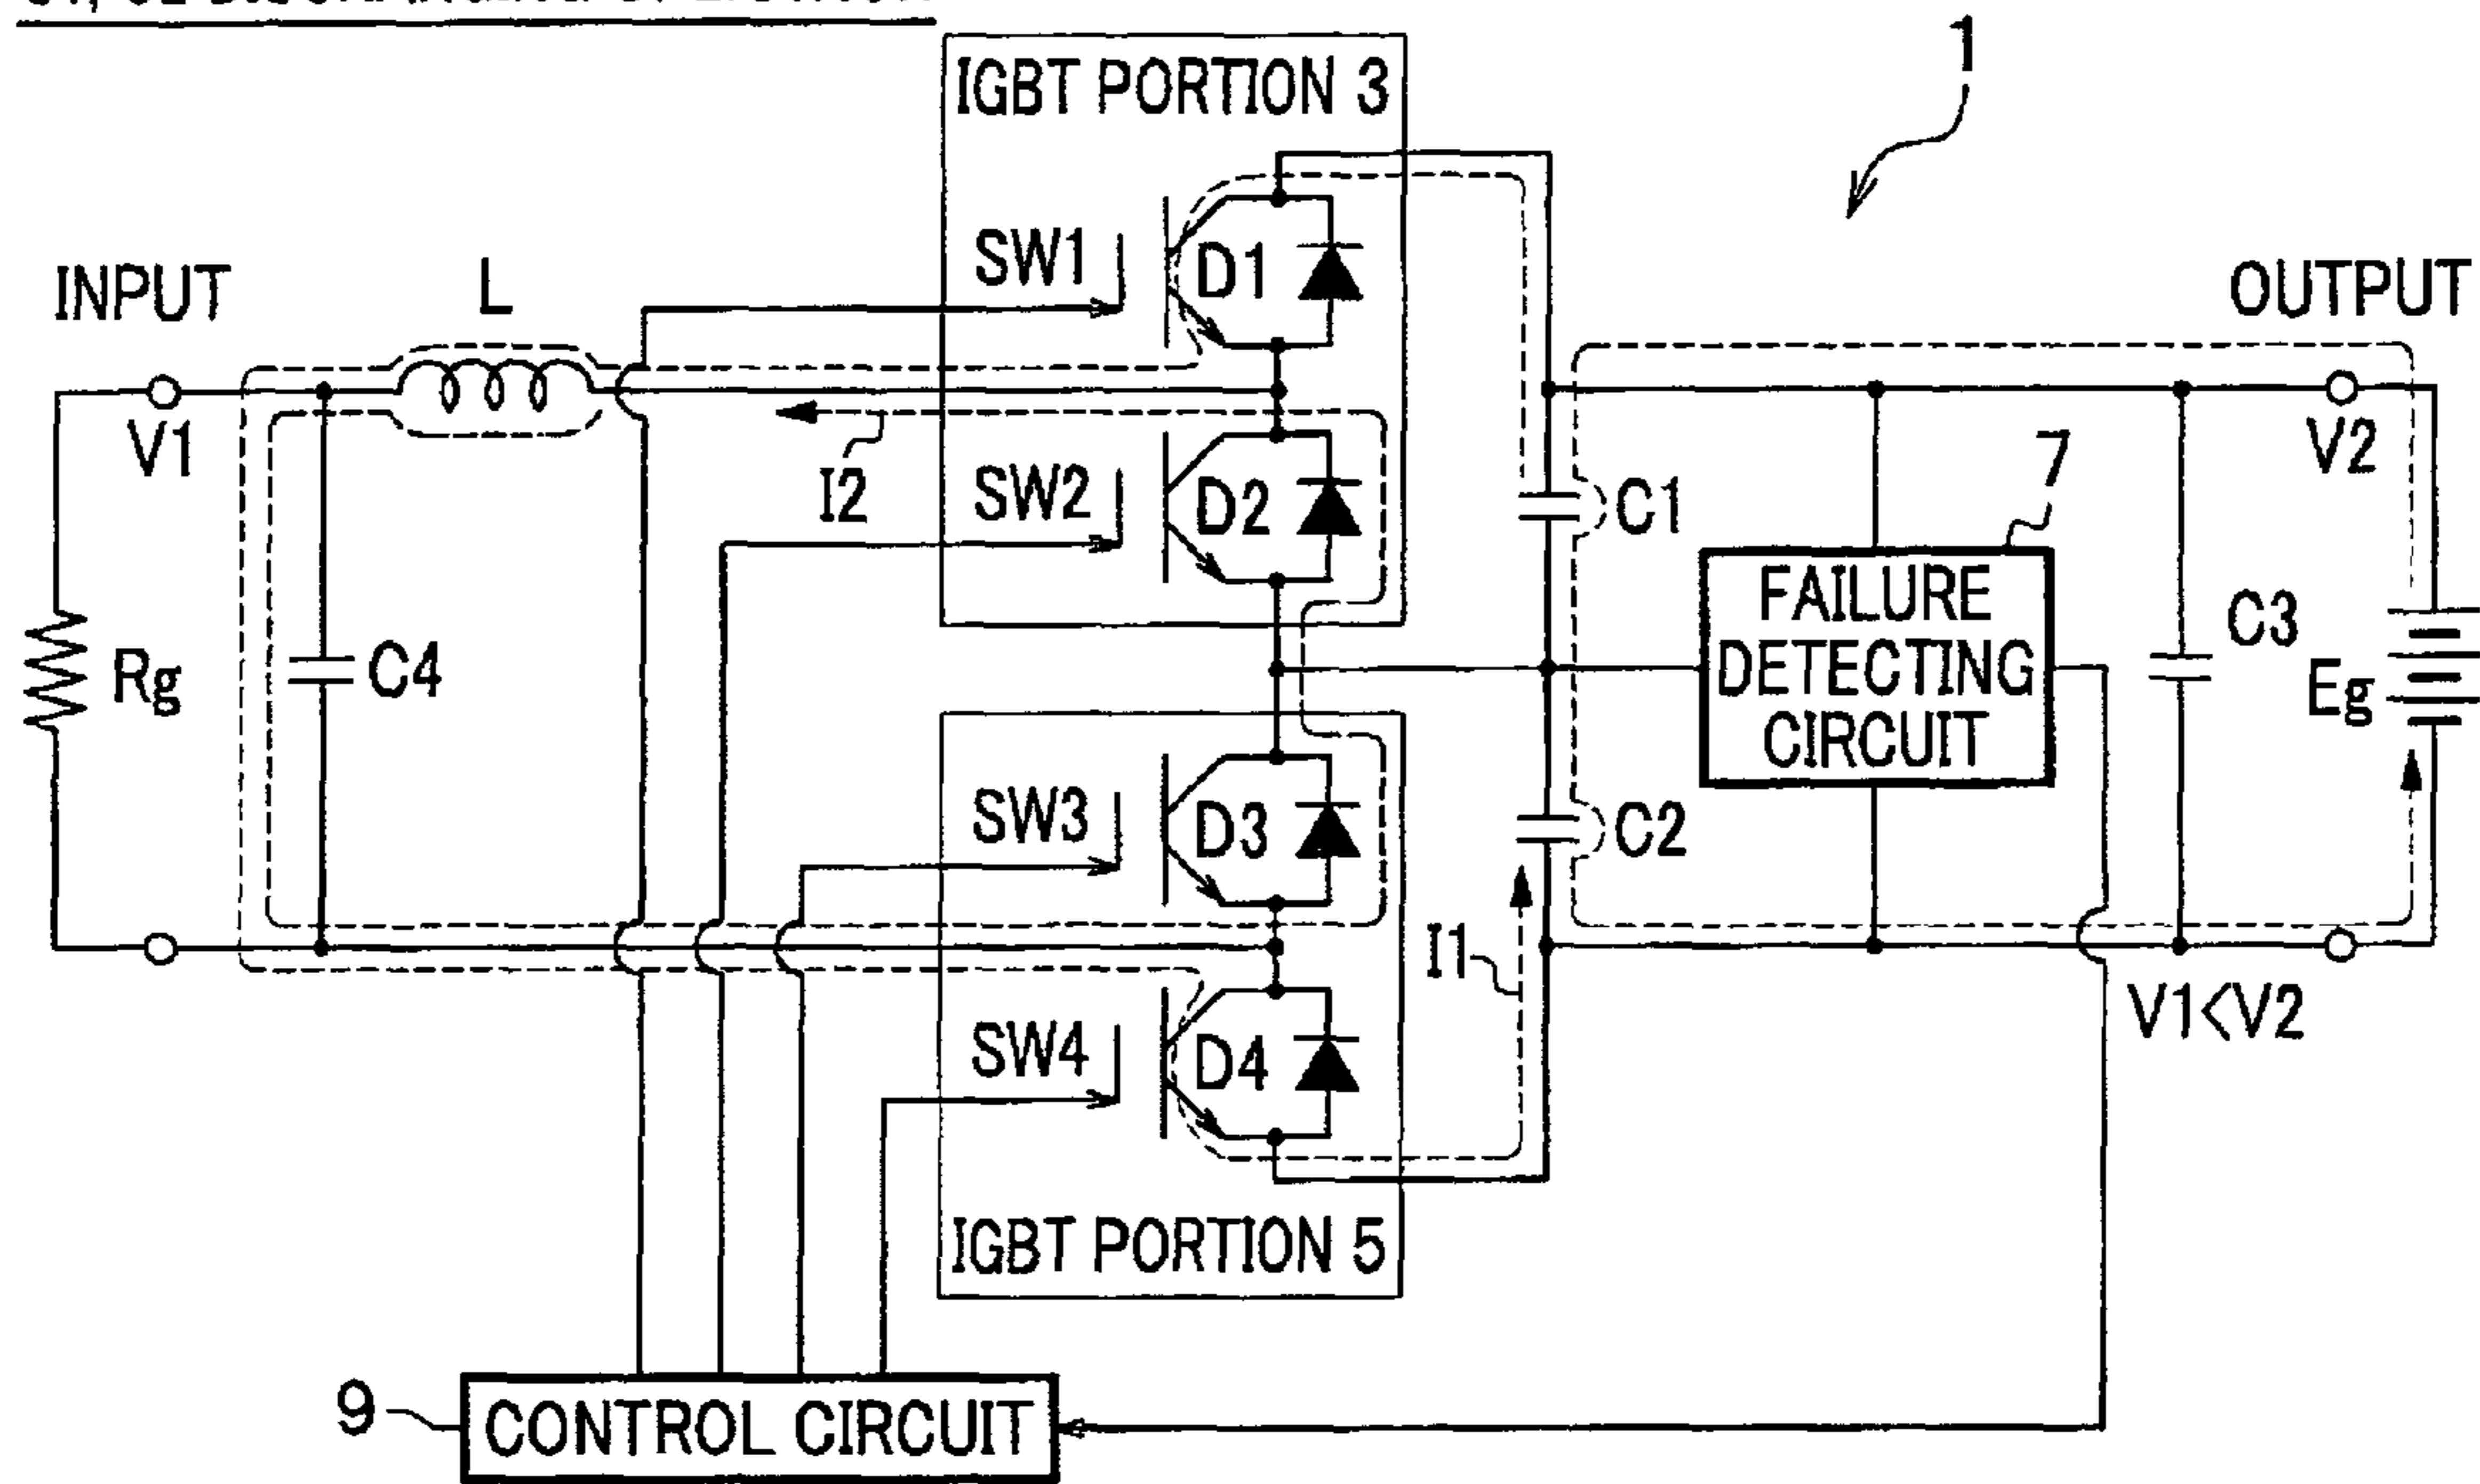 1
IGBT PORTION 3
INPUT
L
SW1
D1
OUTPUT
V1
I2
SW2
D2
C1
7
V2
Rg
C4
FAILURE
DETECTING
CIRCUIT
C3
Eg
SW3
D3
C2
I1
SW4
D4
V1<V2
IGBT PORTION 5
9
CONTROL CIRCUIT